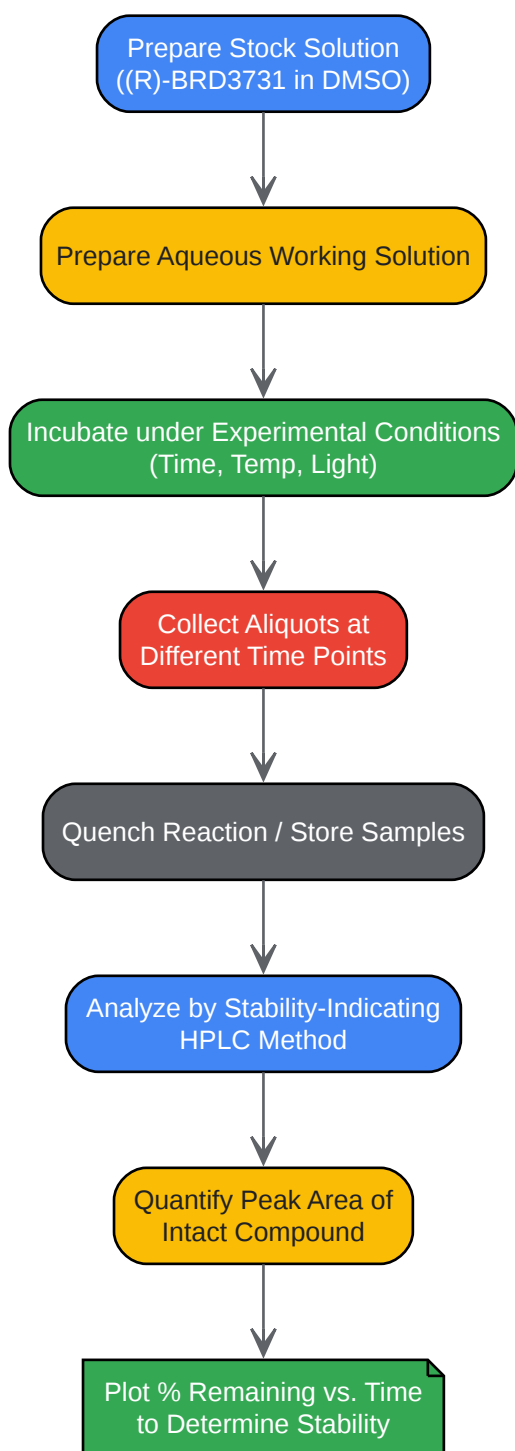 Prepare Stock Solution
((R)-BRD3731 in DMSO)
Prepare Aqueous Working Solution
Incubate under Experimental Conditions
(Time, Temp, Light)
Collect Aliquots at
Different Time Points
Quench Reaction / Store Samples
Analyze by Stability-Indicating
HPLC Method
Quantify Peak Area of
Intact Compound
Plot % Remaining vs. Time
to Determine Stability